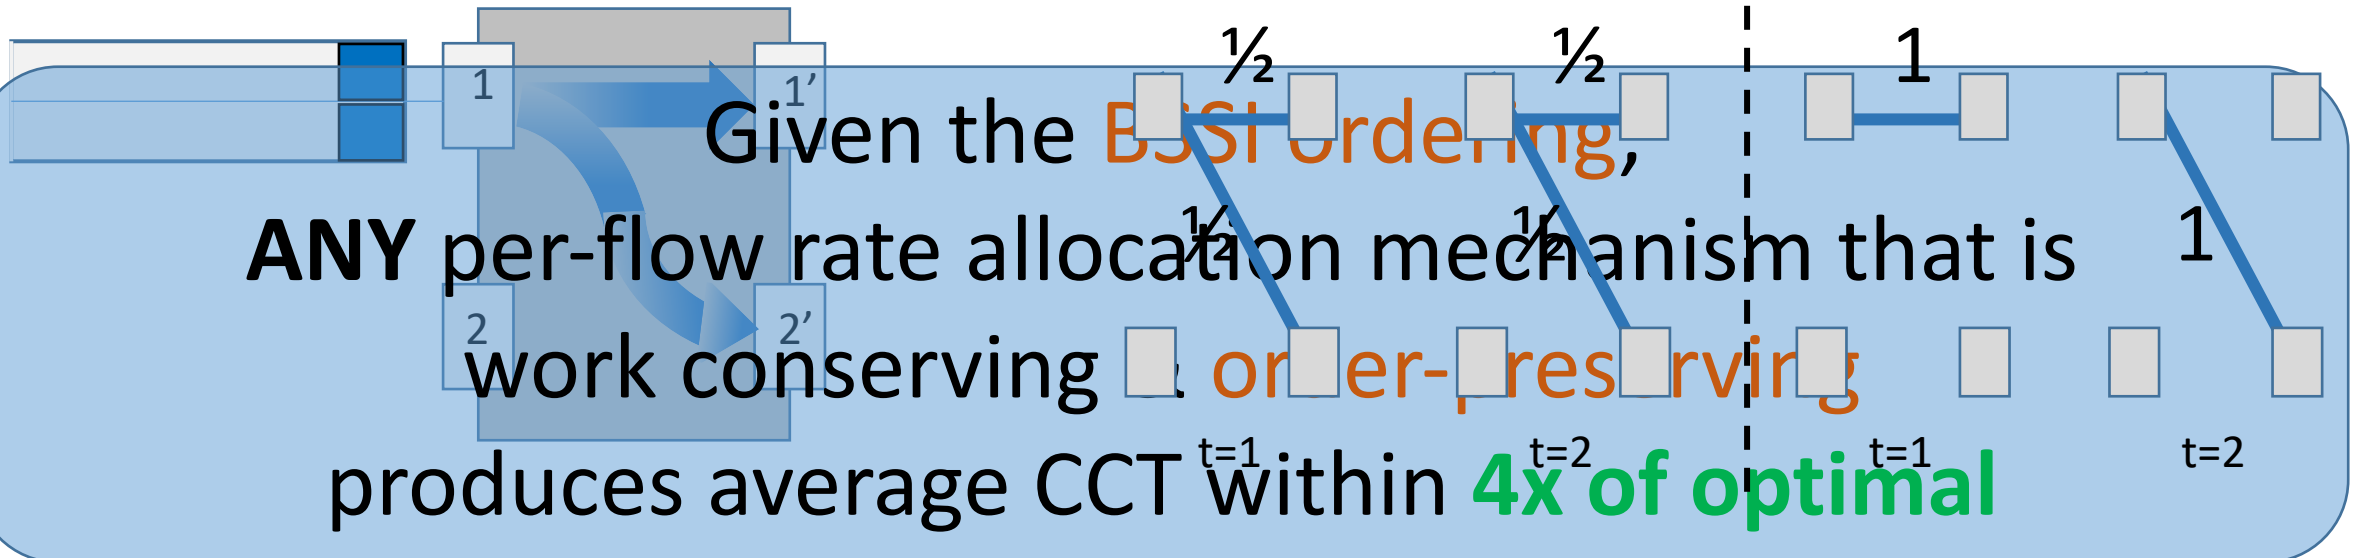 ½ ½ 1
1 1’
Given the BSSI ordering,
½ ½ 1
ANY per-flow rate allocation mechanism that is
2 2’
work conserving & order-preserving
t=1 t=2 t=1 t=2
produces average CCT within 4x of optimal